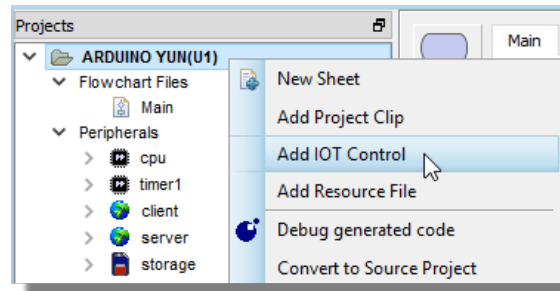 Projects
ARDUINO YUN(U1)
Flowchart Files
Main
Peripherals
cpu
timer1
client
server
storage
Main
New Sheet
Add Project Clip
Add IOT Control
Add Resource File
Debug generated code
Convert to Source Project